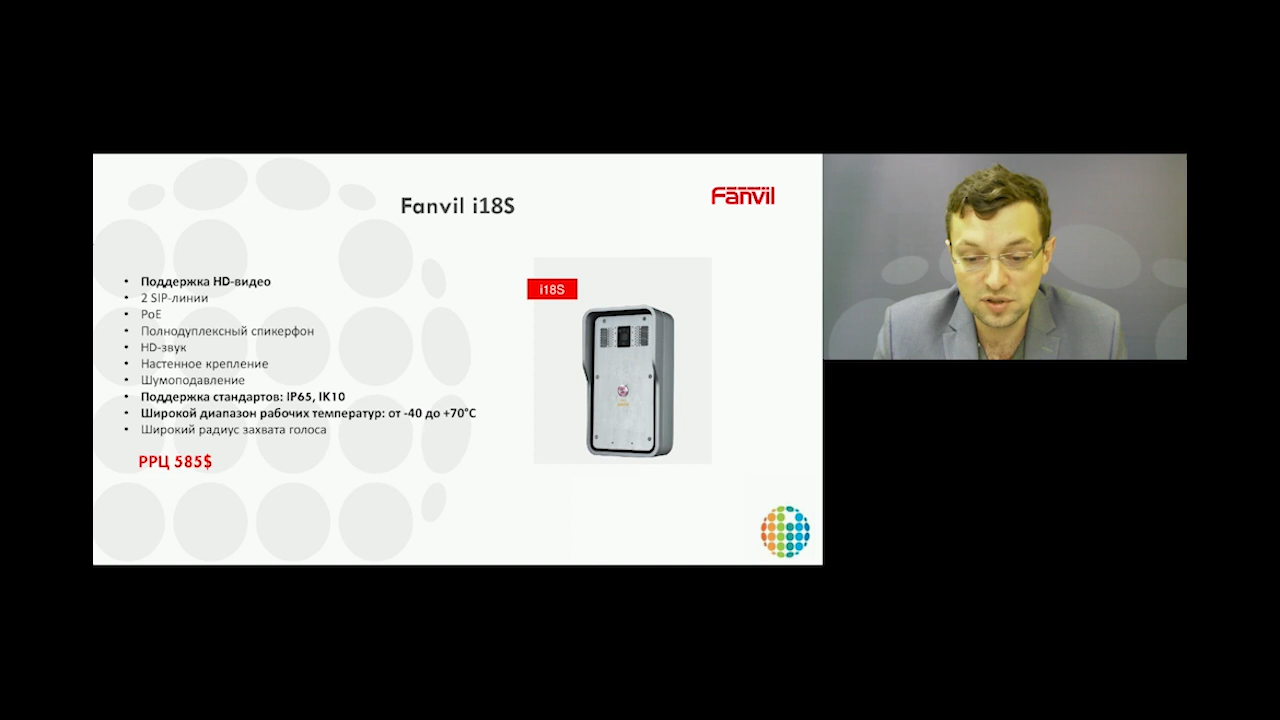 Fanvil i18S
Fanvil
• Поддержка HD-видео
• 2 SIP-линии
• PoE
• Полнодуплексный спикерфон
• HD-звук
• Настенное крепление
• Шумоподавление
• Поддержка стандартов: IP65, IK10
• Широкой диапазон рабочих температур: от -40 до +70°C
• Широкий радиус захвата голоса
РРЦ 585$
i18S